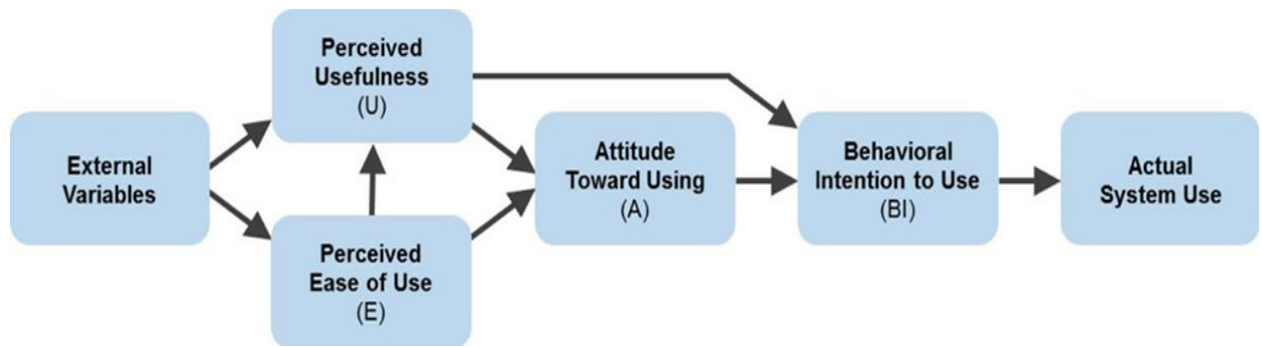 Perceived
Usefulness
(U)
External
Variables
Perceived
Ease of Use
(E)
Attitude
Toward Using
(A)
Behavioral
Intention to Use
(BI)
Actual
System Use